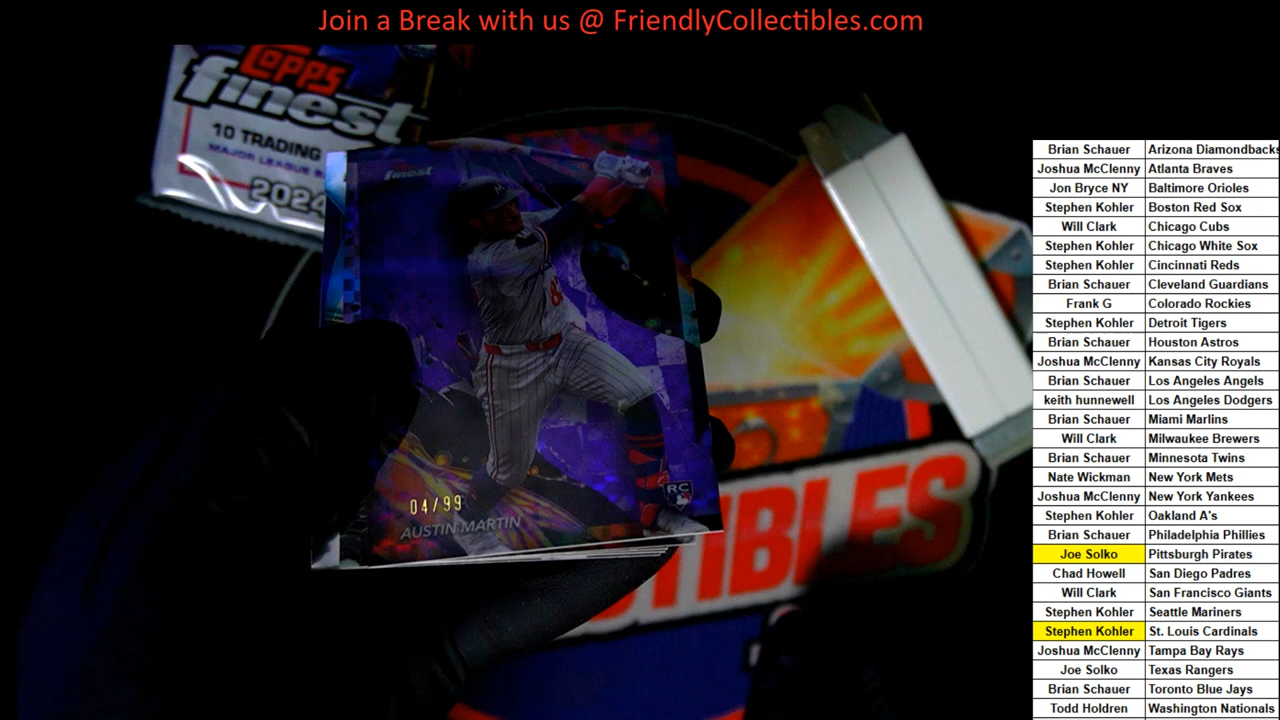 Join a Break with us @ FriendlyCollectibles.com
Topps
finest
10 TRADING
MAJOR LEAGUE
2024
finest
04/99
AUSTIN MARTIN
RC
TIBLES
Brian Schauer Arizona Diamondbacks
Joshua McClenny Atlanta Braves
Jon Bryce NY Baltimore Orioles
Stephen Kohler Boston Red Sox
Will Clark Chicago Cubs
Stephen Kohler Chicago White Sox
Stephen Kohler Cincinnati Reds
Brian Schauer Cleveland Guardians
Frank G Colorado Rockies
Stephen Kohler Detroit Tigers
Brian Schauer Houston Astros
Joshua McClenny Kansas City Royals
Brian Schauer Los Angeles Angels
keith hunnewell Los Angeles Dodgers
Brian Schauer Miami Marlins
Will Clark Milwaukee Brewers
Brian Schauer Minnesota Twins
Nate Wickman New York Mets
Joshua McClenny New York Yankees
Stephen Kohler Oakland A's
Brian Schauer Philadelphia Phillies
Joe Solko Pittsburgh Pirates
Chad Howell San Diego Padres
Will Clark San Francisco Giants
Stephen Kohler Seattle Mariners
Stephen Kohler St. Louis Cardinals
Joshua McClenny Tampa Bay Rays
Joe Solko Texas Rangers
Brian Schauer Toronto Blue Jays
Todd Holdren Washington Nationals